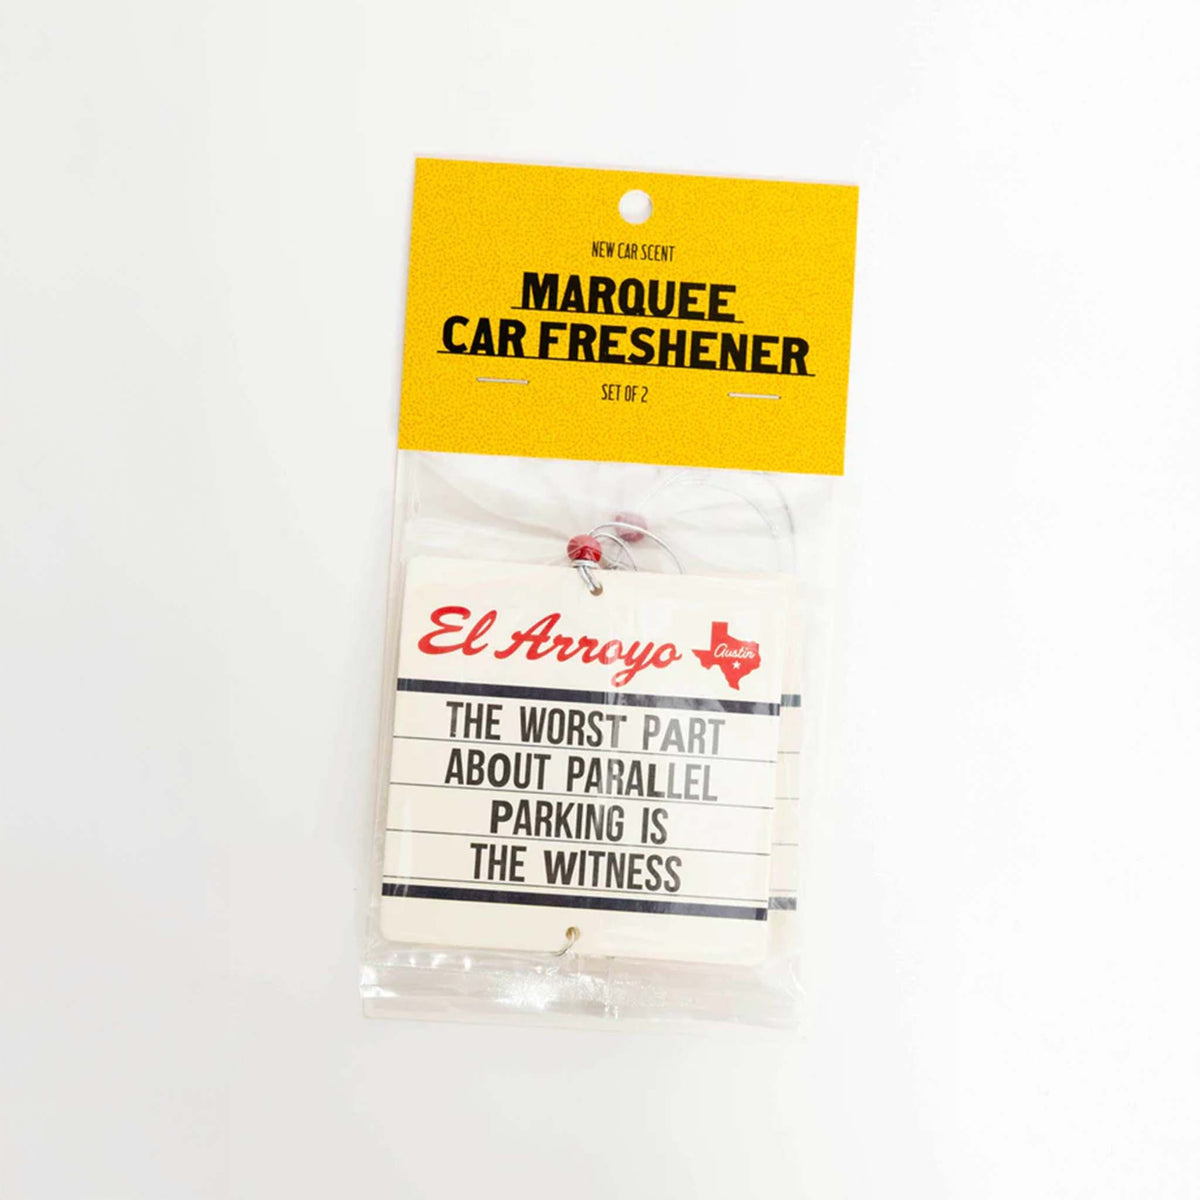 NEW CAR SCENT
MARQUEE
CAR FRESHENER
SET OF 2
El Arroyo
Austin
THE WORST PART
ABOUT PARALLEL
PARKING IS
THE WITNESS